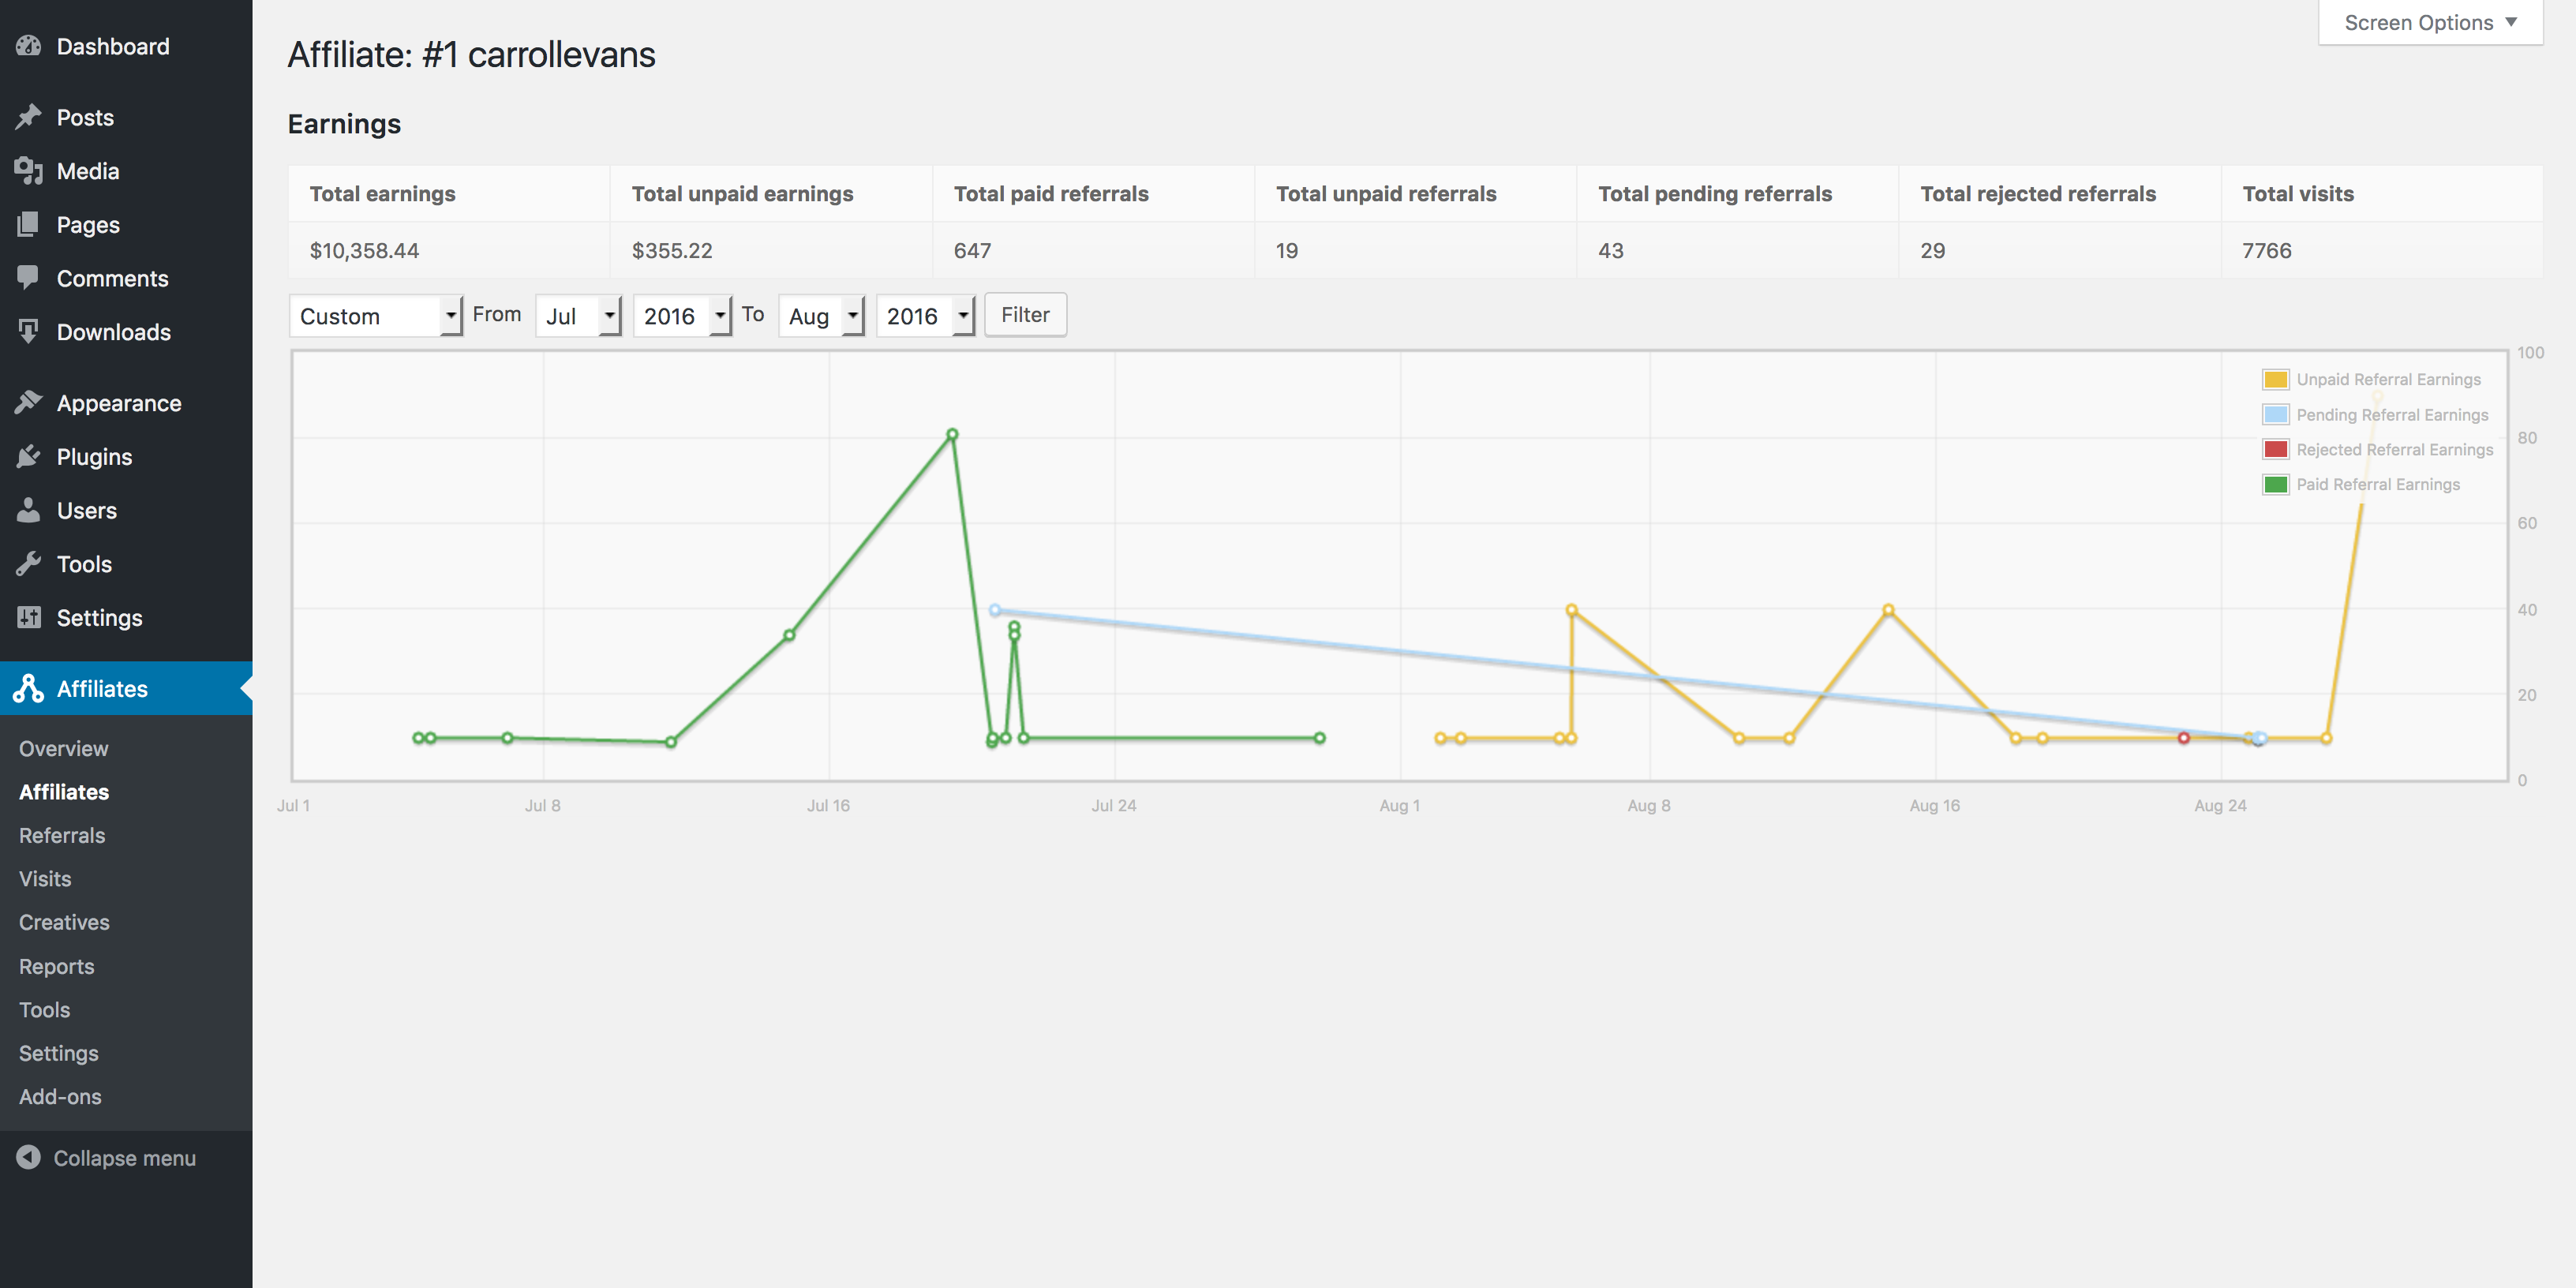 Dashboard
Posts
Media
Pages
Comments
Downloads
Appearance
Plugins
Users
Tools
Settings
Affiliates
Overview
Affiliates
Referrals
Visits
Creatives
Reports
Tools
Settings
Add-ons
Collapse menu
Screen Options
Affiliate: #1 carrollevans
Earnings
Total earnings Total unpaid earnings Total paid referrals Total unpaid referrals Total pending referrals Total rejected referrals Total visits
$10,358.44 $355.22 647 19 43 29 7766
Custom From Jul 2016 To Aug 2016 Filter
Unpaid Referral Earnings
Pending Referral Earnings
Rejected Referral Earnings
Paid Referral Earnings
100
80
60
40
20
0
Jul 1 Jul 8 Jul 16 Jul 24 Aug 1 Aug 8 Aug 16 Aug 24